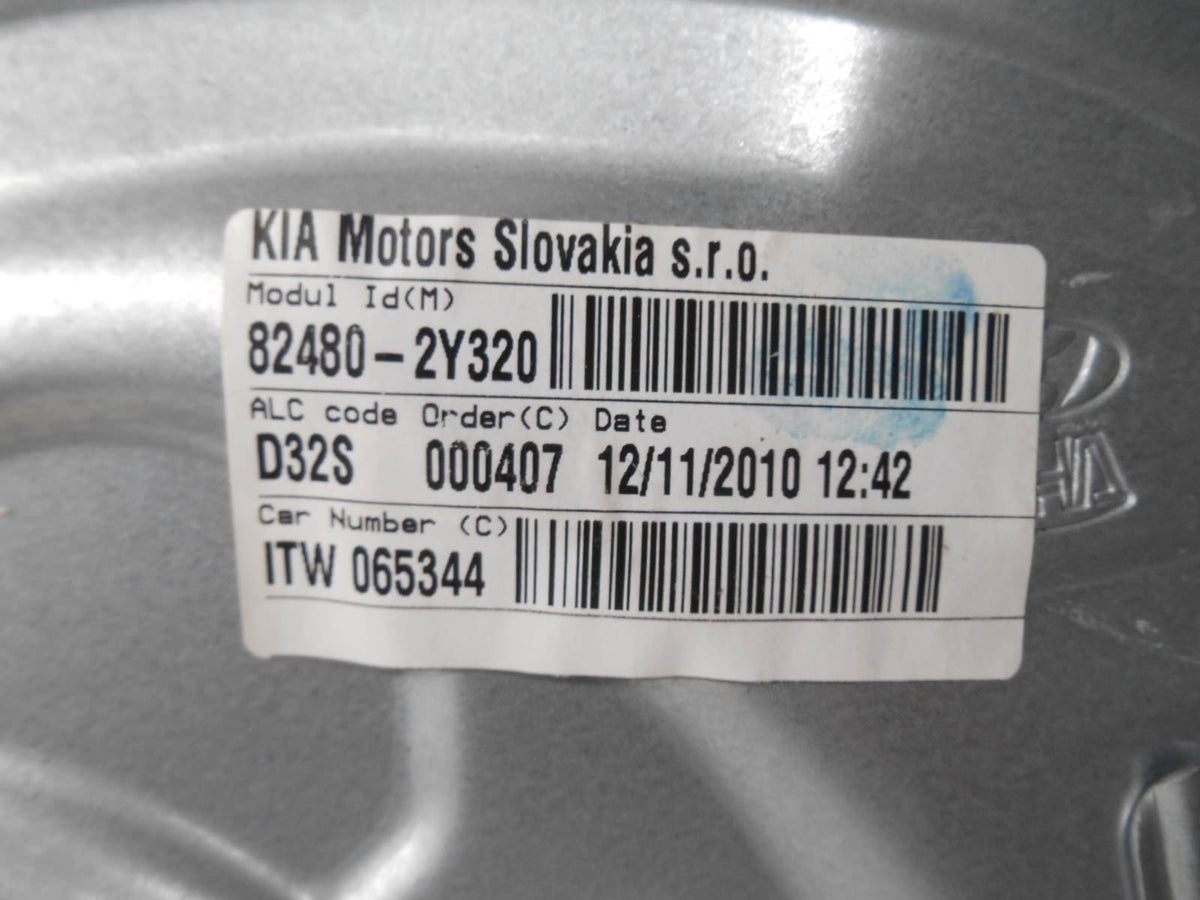 KIA Motors Slovakia s.r.o.
Modul Id(M)
82480-2Y320
ALC code Order(C) Date
D32S 000407 12/11/2010 12:42
Car Number (C)
ITW 065344